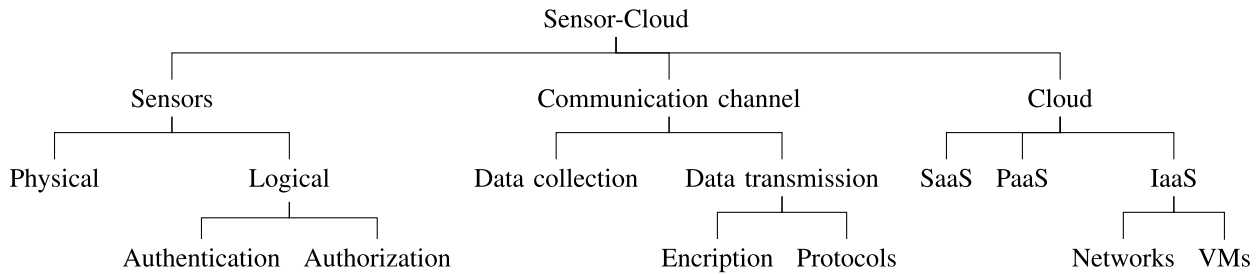 Sensor-Cloud
Sensors Communication channel Cloud
Physical Logical Data collection Data transmission SaaS PaaS IaaS
Authentication Authorization Encription Protocols Networks VMs